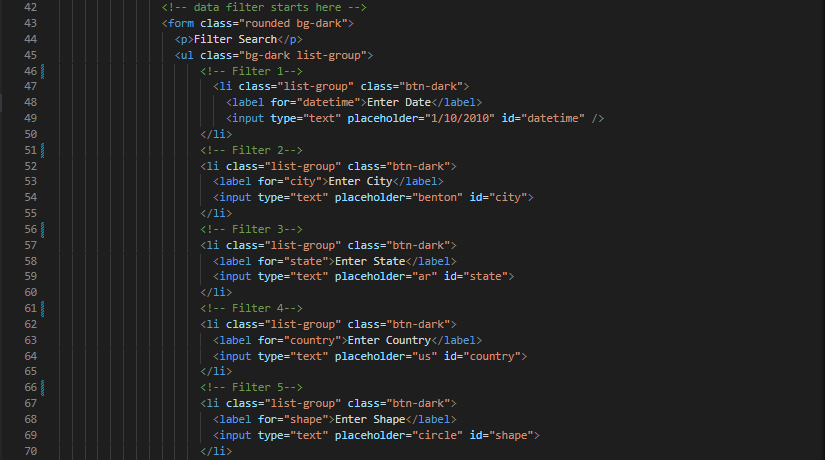 42 <!-- data filter starts here -->
43 <form class="rounded bg-dark">
44 <p>Filter Search</p>
45 <ul class="bg-dark list-group">
46 <!-- Filter 1-->
47 <li class="list-group" class="btn-dark">
48 <label for="datetime">Enter Date</label>
49 <input type="text" placeholder="1/10/2010" id="datetime" />
50 </li>
51 <!-- Filter 2-->
52 <li class="list-group" class="btn-dark">
53 <label for="city">Enter City</label>
54 <input type="text" placeholder="benton" id="city">
55 </li>
56 <!-- Filter 3-->
57 <li class="list-group" class="btn-dark">
58 <label for="state">Enter State</label>
59 <input type="text" placeholder="ar" id="state">
60 </li>
61 <!-- Filter 4-->
62 <li class="list-group" class="btn-dark">
63 <label for="country">Enter Country</label>
64 <input type="text" placeholder="us" id="country">
65 </li>
66 <!-- Filter 5-->
67 <li class="list-group" class="btn-dark">
68 <label for="shape">Enter Shape</label>
69 <input type="text" placeholder="circle" id="shape">
70 </li>